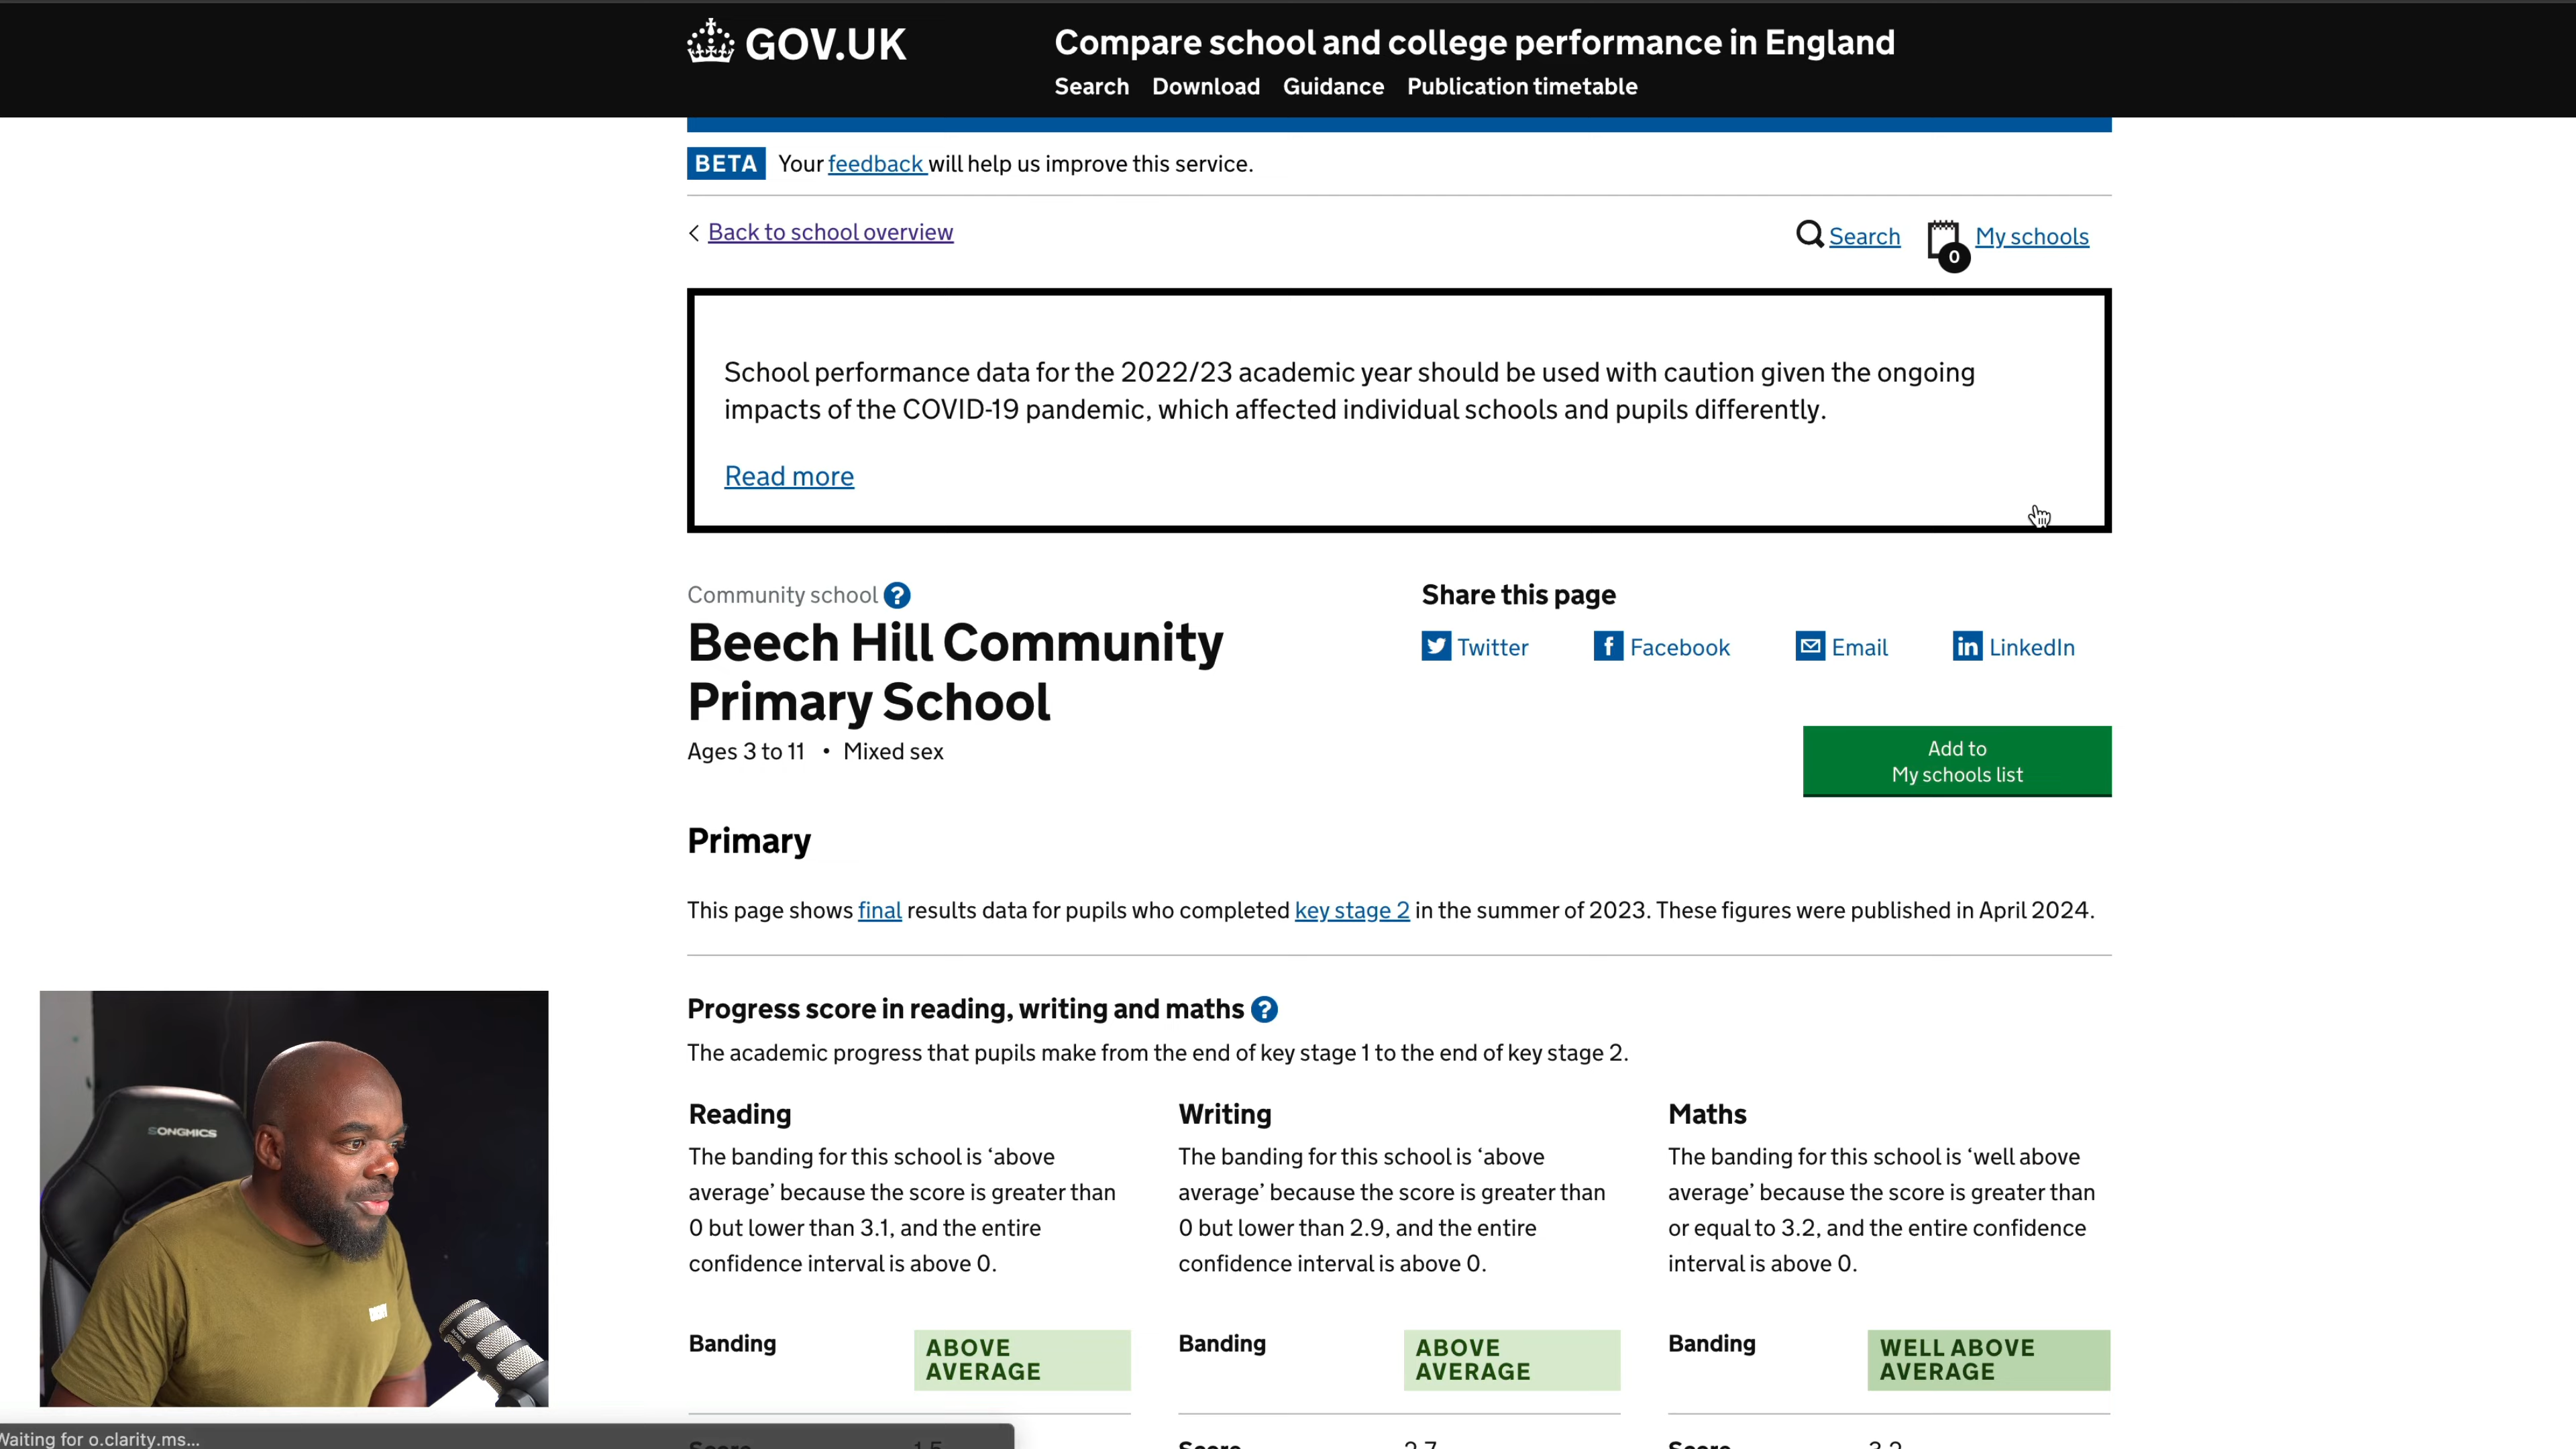 GOV.UK
Compare school and college performance in England
Search Download Guidance Publication timetable
BETA Your feedback will help us improve this service.
Back to school overview
Search 0 My schools
School performance data for the 2022/23 academic year should be used with caution given the ongoing
impacts of the COVID-19 pandemic, which affected individual schools and pupils differently.
Read more
Community school ?
Beech Hill Community
Primary School
Ages 3 to 11 • Mixed sex
Share this page
Twitter Facebook Email LinkedIn
Add to
My schools list
Primary
This page shows final results data for pupils who completed key stage 2 in the summer of 2023. These figures were published in April 2024.
Progress score in reading, writing and maths ?
The academic progress that pupils make from the end of key stage 1 to the end of key stage 2.
Reading
The banding for this school is ‘above
average’ because the score is greater than
0 but lower than 3.1, and the entire
confidence interval is above 0.
Banding ABOVE
AVERAGE
Writing
The banding for this school is ‘above
average’ because the score is greater than
0 but lower than 2.9, and the entire
confidence interval is above 0.
Banding ABOVE
AVERAGE
Maths
The banding for this school is ‘well above
average’ because the score is greater than
or equal to 3.2, and the entire confidence
interval is above 0.
Banding WELL ABOVE
AVERAGE
SONGMICS
Waiting for o.clarity.ms...